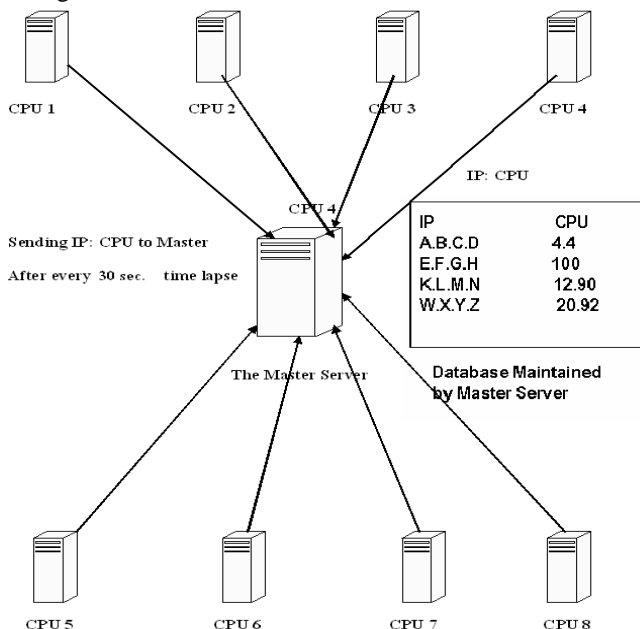 CPU 1
CPU 2
CPU 3
CPU 4
IP: CPU
CPU 4
Sending IP: CPU to Master
After every 30 sec. time lapse
IP CPU
A.B.C.D 4.4
E.F.G.H 100
K.L.M.N 12.90
W.X.Y.Z 20.92
The Master Server
Database Maintained
by Master Server
CPU 5
CPU 6
CPU 7
CPU 8